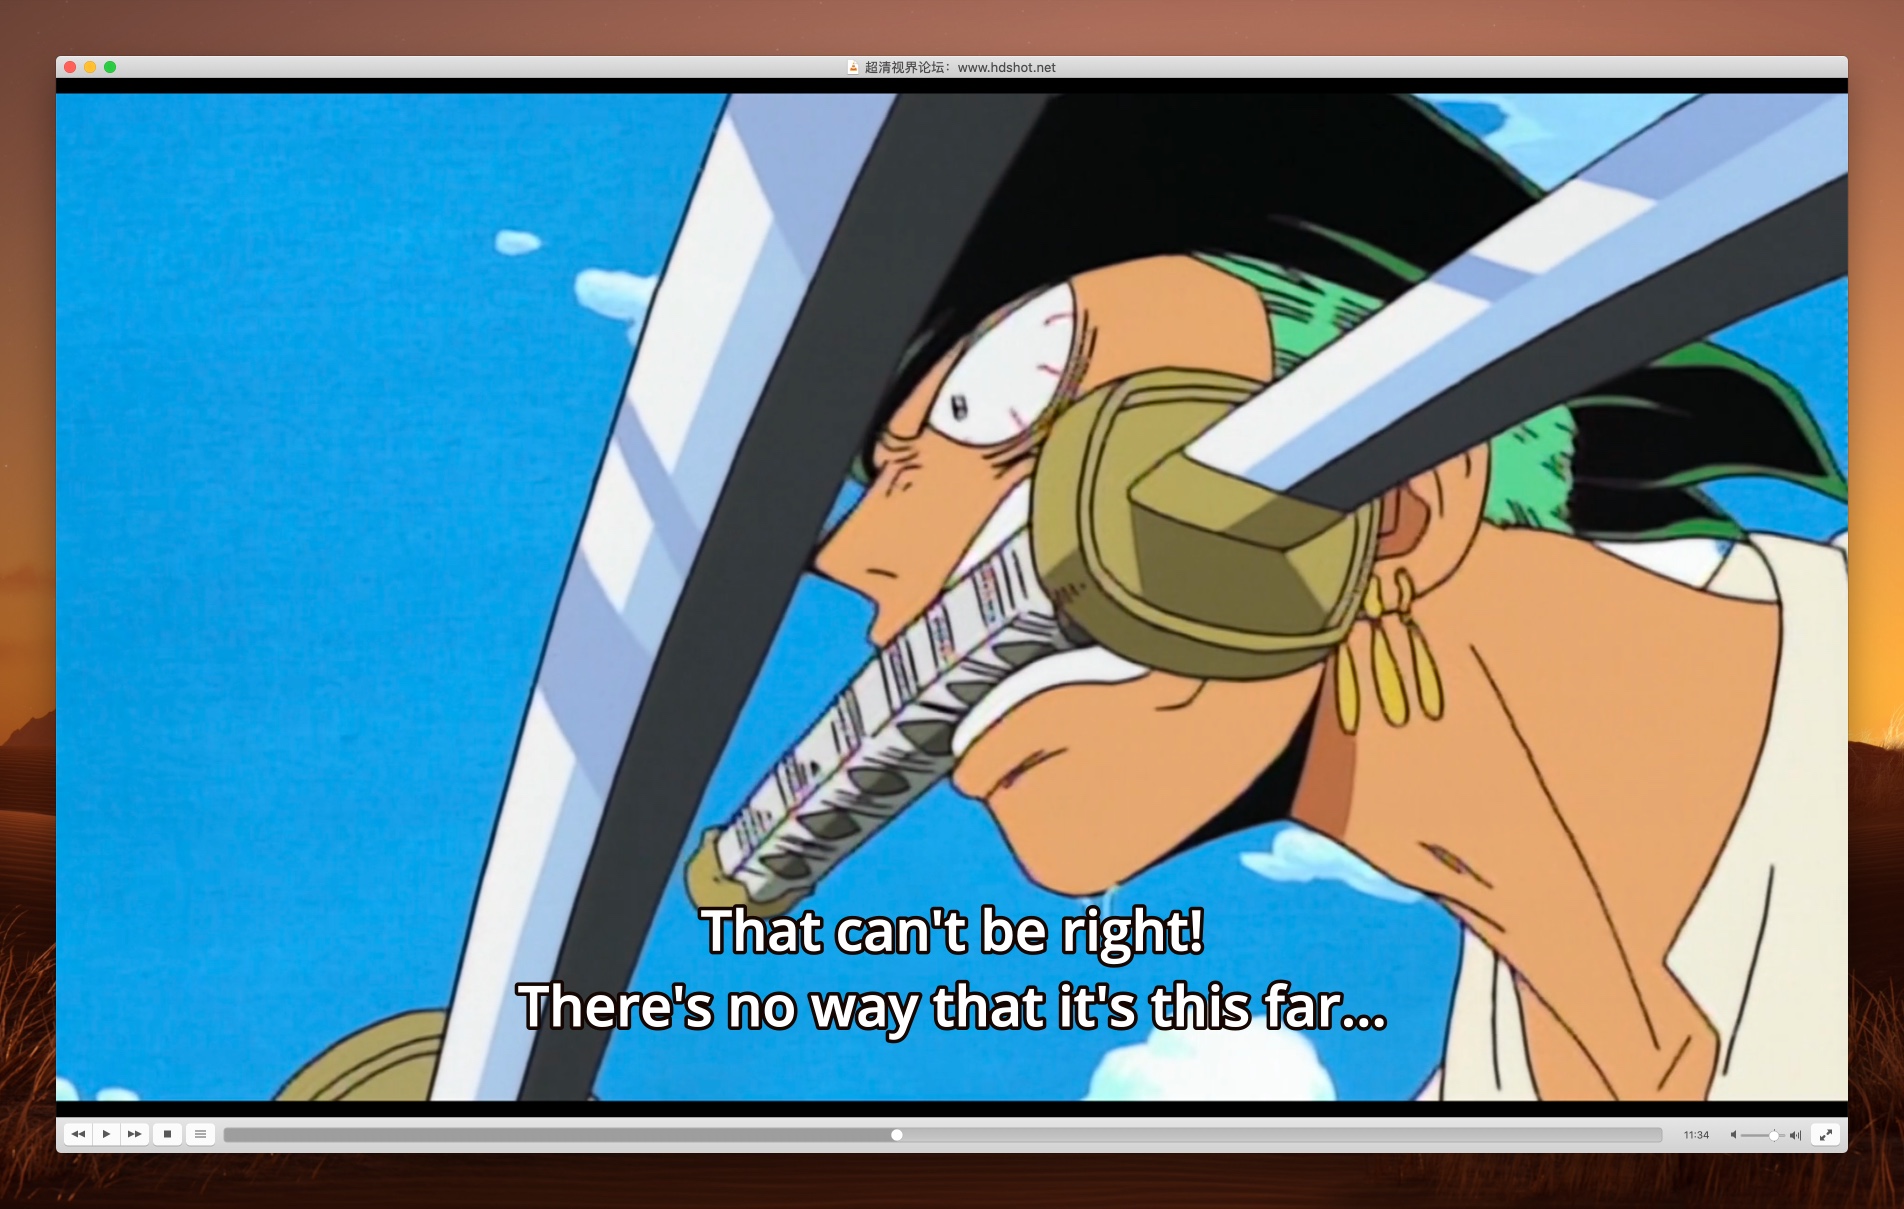 超清视界论坛：www.hdshot.net
That can't be right!
There's no way that it's this far...
11:34